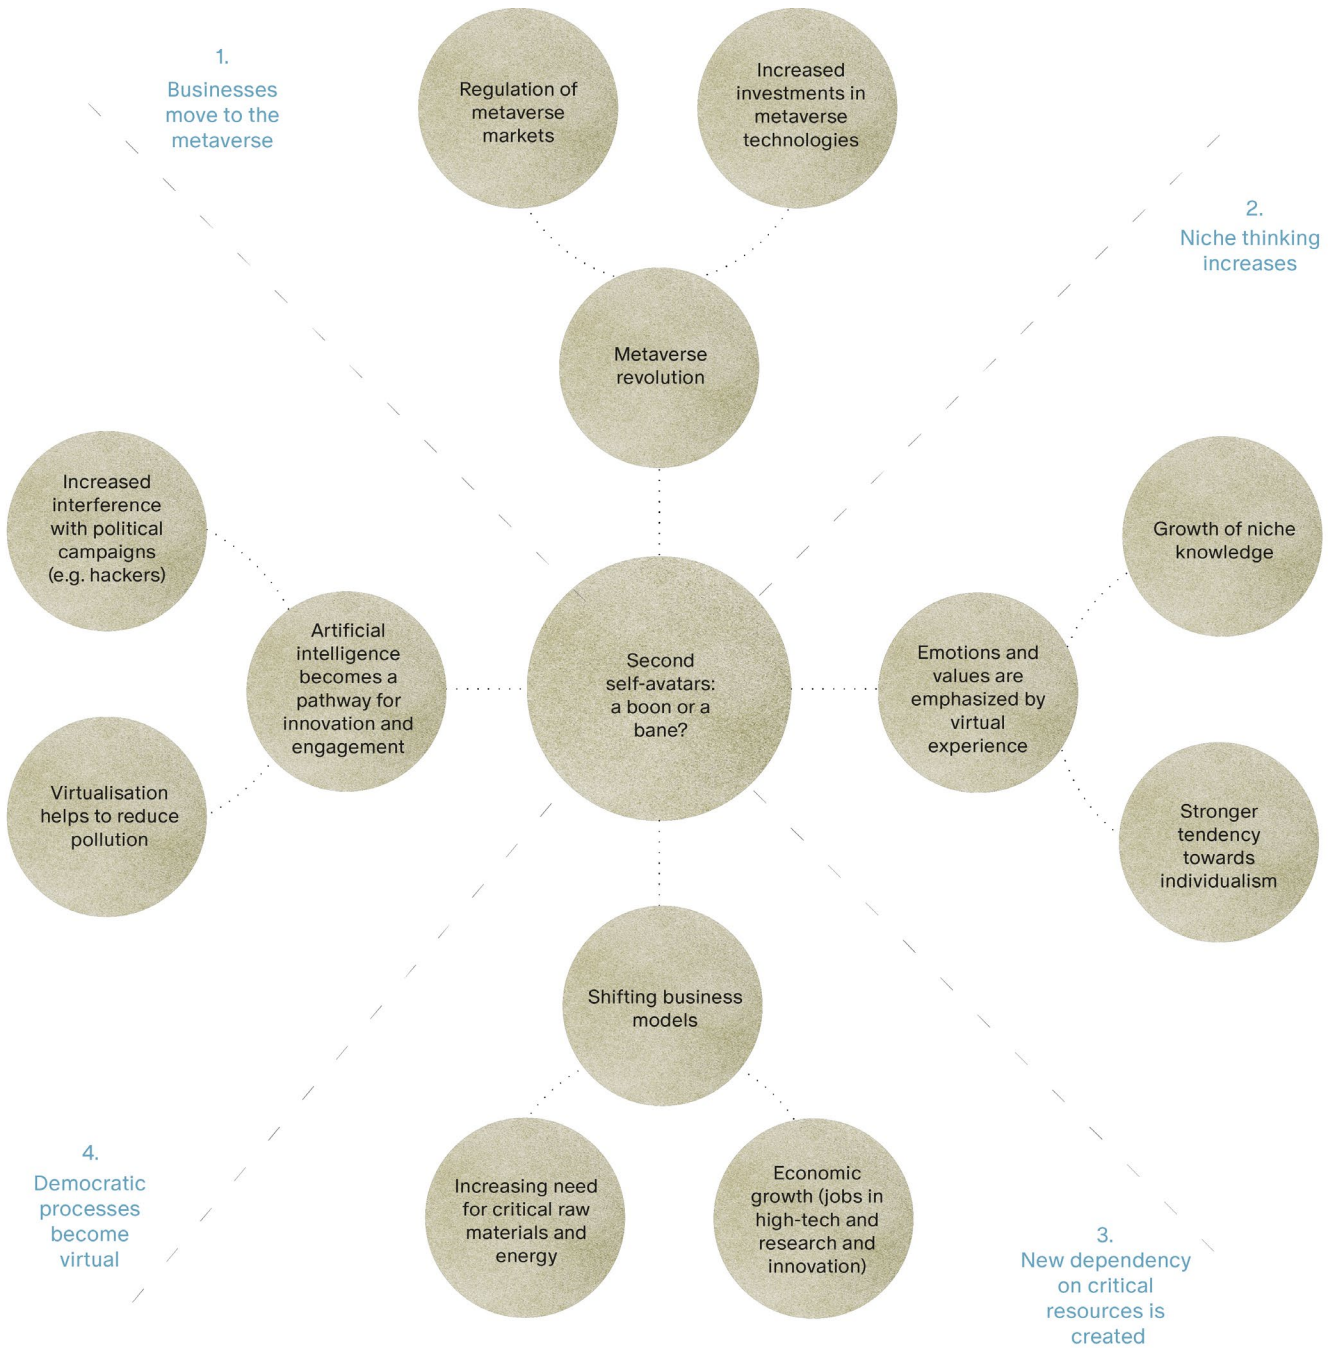 1.
Businesses
move to the
metaverse
Regulation of
metaverse
markets
Increased
investments in
metaverse
technologies
2.
Niche thinking
increases
Metaverse
revolution
Increased
interference
with political
campaigns
(e.g. hackers)
Growth of niche
knowledge
Artificial
intelligence
becomes a
pathway for
innovation and
engagement
Second
self-avatars:
a boon or a
bane?
Emotions and
values are
emphasized by
virtual
experience
Virtualisation
helps to reduce
pollution
Stronger
tendency
towards
individualism
Shifting business
models
4.
Democratic
processes
become
virtual
Increasing need
for critical raw
materials and
energy
Economic
growth (jobs in
high-tech and
research and
innovation)
3.
New dependency
on critical
resources is
created